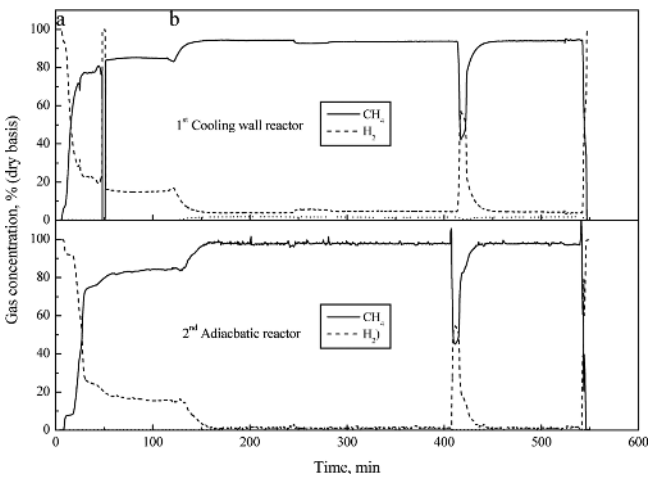 a
b
100
80
60
40
20
0
1st Cooling wall reactor
CH4
H2
Gas concentration, % (dry basis)
100
80
60
40
20
0
2nd Adiacbatic reactor
CH4
H2)
0 100 200 300 400 500 600
Time, min